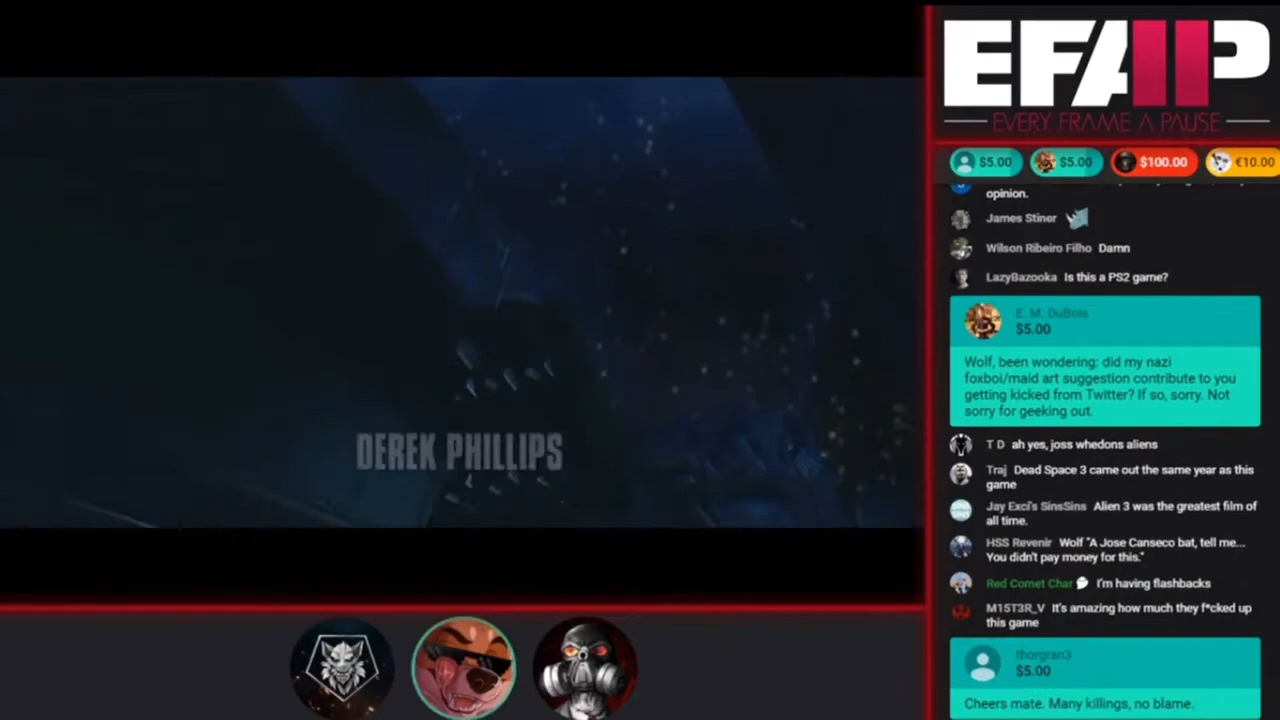 EFAP
EVERY FRAME A PAUSE
$5.00
$5.00
$100.00
€10.00
opinion.
James Stiner
Wilson Ribeiro Filho Damn
LazyBazooka Is this a PS2 game?
E. M. DuBois
$5.00
Wolf, been wondering: did my nazi
foxboi/maid art suggestion contribute to you
getting kicked from Twitter? If so, sorry. Not
sorry for geeking out.
T D ah yes, joss whedons aliens
Traj Dead Space 3 came out the same year as this
game
Jay Exci's SinsSins Alien 3 was the greatest film of
all time.
HSS Revenir Wolf "A Jose Canseco bat, tell me...
You didn't pay money for this."
Red Comet Char I'm having flashbacks
M15T3R_V It's amazing how much they f*cked up
this game
thorgran3
$5.00
Cheers mate. Many killings, no blame.
DEREK PHILLIPS